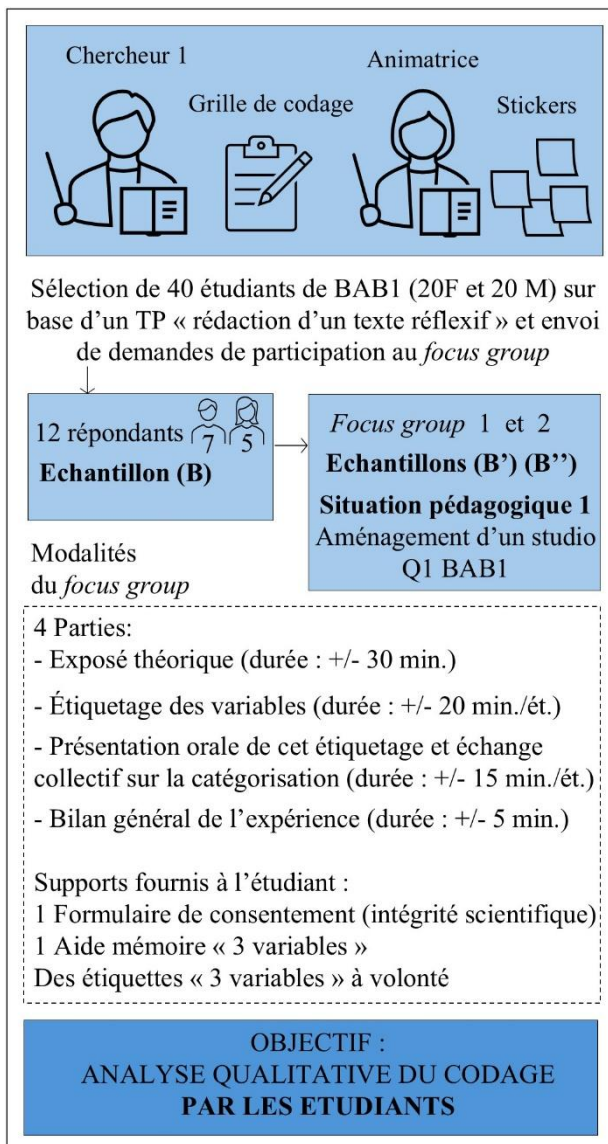 Chercheur 1
Animatrice
Grille de codage
Stickers
Sélection de 40 étudiants de BAB1 (20F et 20 M) sur
base d’un TP « rédaction d’un texte réflexif » et envoi
de demandes de participation au focus group
12 répondants 7 5
Echantillon (B)
Focus group 1 et 2
Echantillons (B’) (B’’)
Situation pédagogique 1
Aménagement d’un studio
Q1 BAB1
Modalités
du focus group
4 Parties:
- Exposé théorique (durée : +/- 30 min.)
- Étiquetage des variables (durée : +/- 20 min./ét.)
- Présentation orale de cet étiquetage et échange
collectif sur la catégorisation (durée : +/- 15 min./ét.)
- Bilan général de l’expérience (durée : +/- 5 min.)
Supports fournis à l’étudiant :
1 Formulaire de consentement (intégrité scientifique)
1 Aide mémoire « 3 variables »
Des étiquettes « 3 variables » à volonté
OBJECTIF :
ANALYSE QUALITATIVE DU CODAGE
PAR LES ETUDIANTS